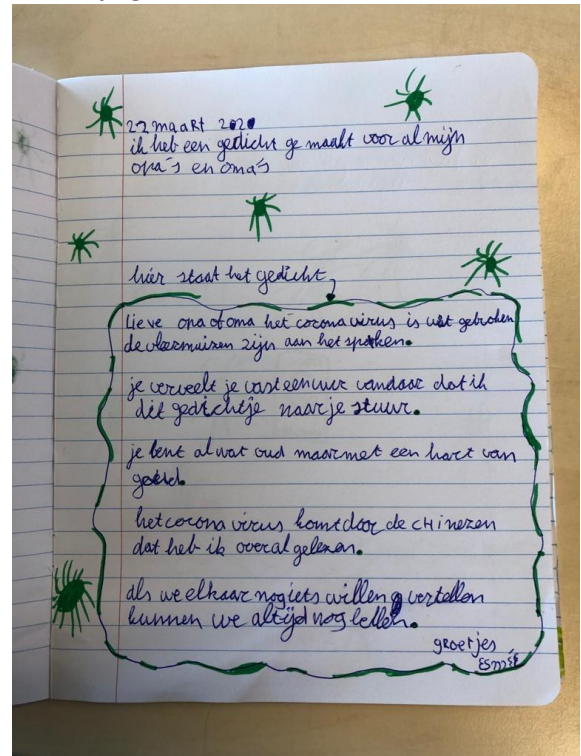 22 maart 2020
ik heb een gedicht ge maakt voor al mijn
opa's en oma's
hier staat het gedicht
Lieve opa of oma het corona virus is uit gebroken
de vleermuizen zijn aan het spoken.
je verveelt je vast een uur vandaar dat ik
dit gedichtje naar je stuur.
je bent al wat oud maar met een hart van
goud.
het corona virus komt door de CHinezen
dat heb ik overal gelezen.
als we elkaar nog iets willen vertellen
kunnen we altijd nog bellen.
groetjes
Esmée